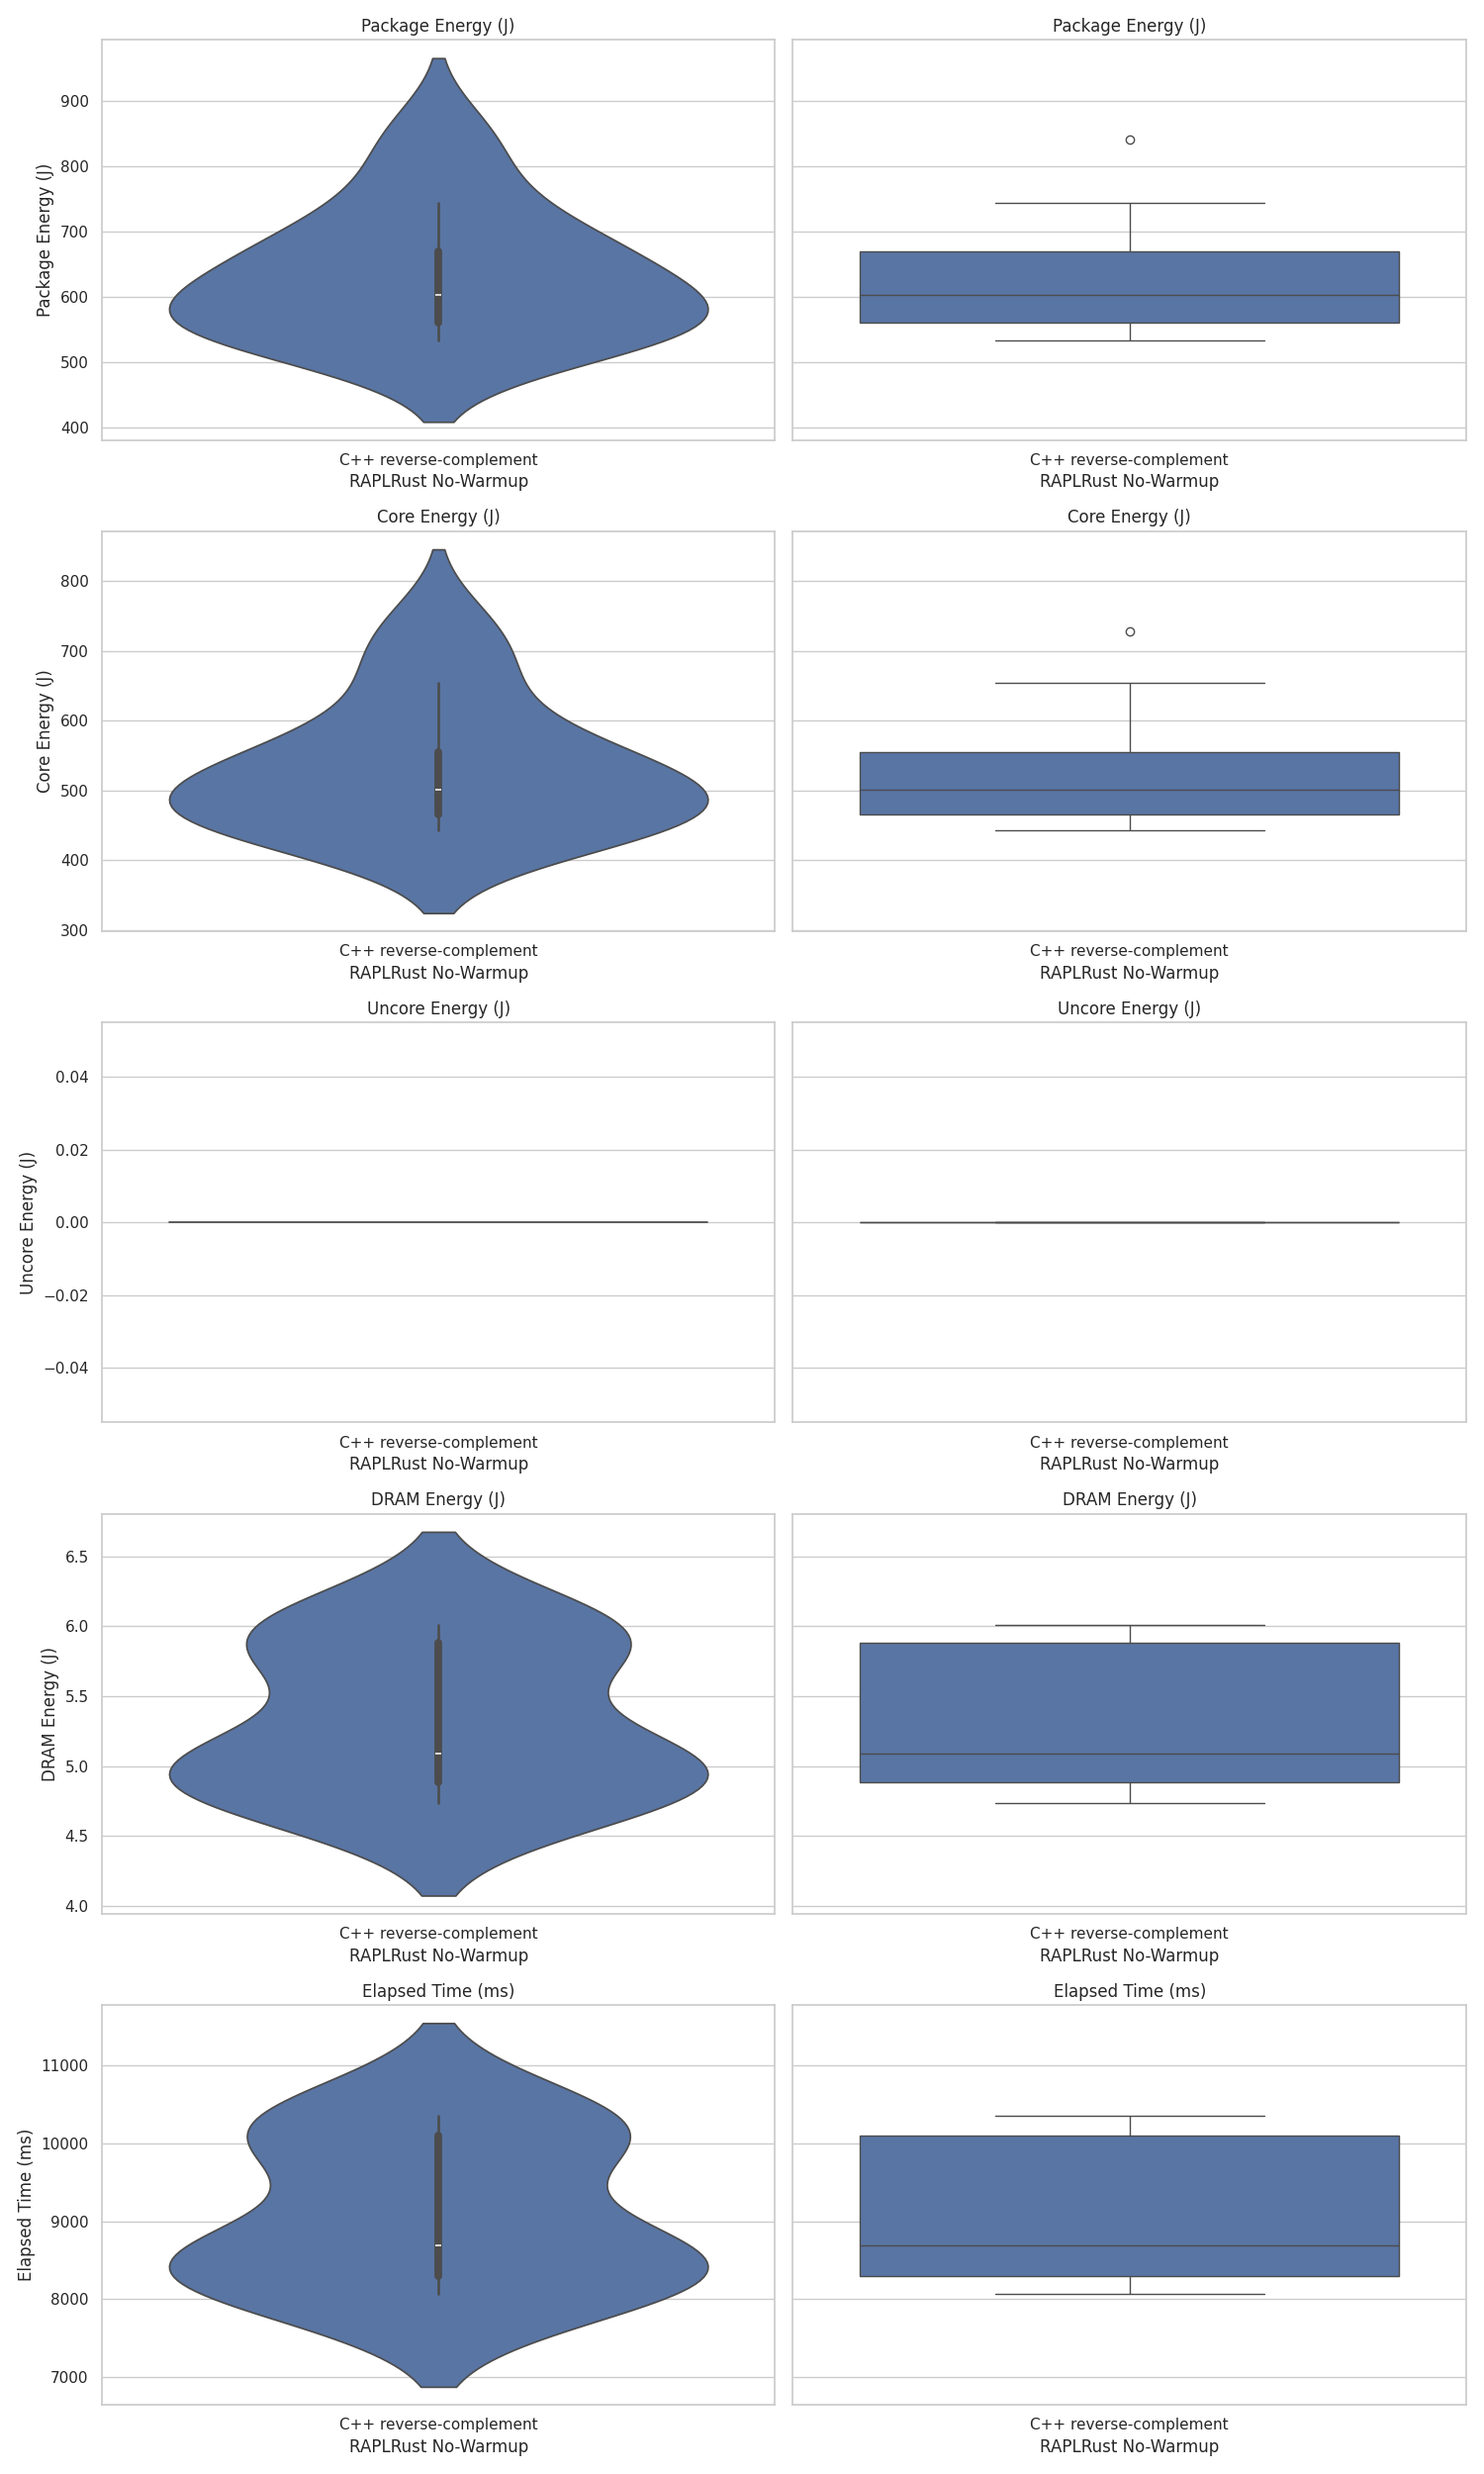 Package Energy (J)
Package Energy (J)
900
800
700
600
500
400
Package Energy (J)
C++ reverse-complement
RAPLRust No-Warmup
C++ reverse-complement
RAPLRust No-Warmup
Core Energy (J)
Core Energy (J)
800
700
600
500
400
300
Core Energy (J)
C++ reverse-complement
RAPLRust No-Warmup
C++ reverse-complement
RAPLRust No-Warmup
Uncore Energy (J)
Uncore Energy (J)
0.04
0.02
0.00
−0.02
−0.04
Uncore Energy (J)
C++ reverse-complement
RAPLRust No-Warmup
C++ reverse-complement
RAPLRust No-Warmup
DRAM Energy (J)
DRAM Energy (J)
6.5
6.0
5.5
5.0
4.5
4.0
DRAM Energy (J)
C++ reverse-complement
RAPLRust No-Warmup
C++ reverse-complement
RAPLRust No-Warmup
Elapsed Time (ms)
Elapsed Time (ms)
11000
10000
9000
8000
7000
Elapsed Time (ms)
C++ reverse-complement
RAPLRust No-Warmup
C++ reverse-complement
RAPLRust No-Warmup